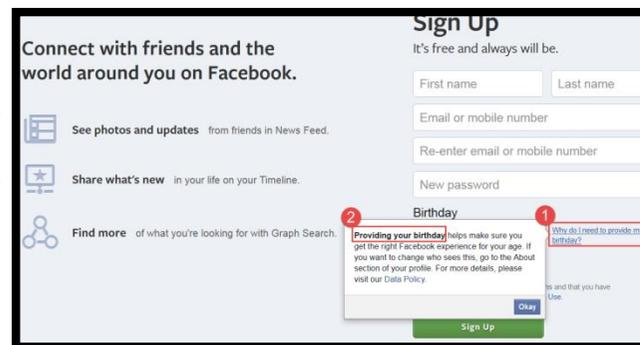 Sign Up
Connect with friends and the
world around you on Facebook.
It's free and always will be.
First name
Last name
Email or mobile number
See photos and updates from friends in News Feed.
Re-enter email or mobile number
Share what's new in your life on your Timeline.
New password
Birthday
2
1
Find more of what you're looking for with Graph Search.
Providing your birthday helps make sure you
get the right Facebook experience for your age. If
you want to change who sees this, go to the About
section of your profile. For more details, please
visit our Data Policy.
Okay
Why do I need to provide m
birthday?
s and that you have
Use.
Sign Up